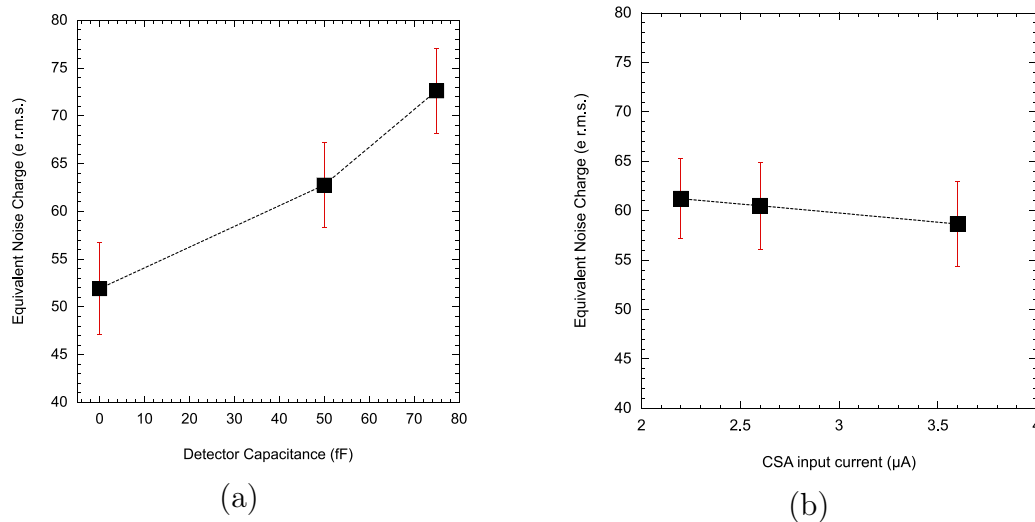 80
75
70
65
60
55
50
45
40
Equivalent Noise Charge (e r.m.s.)
0 10 20 30 40 50 60 70 80
Detector Capacitance (fF)
(a)
80
75
70
65
60
55
50
45
40
Equivalent Noise Charge (e r.m.s.)
2 2.5 3 3.5 4
CSA input current (μA)
(b)